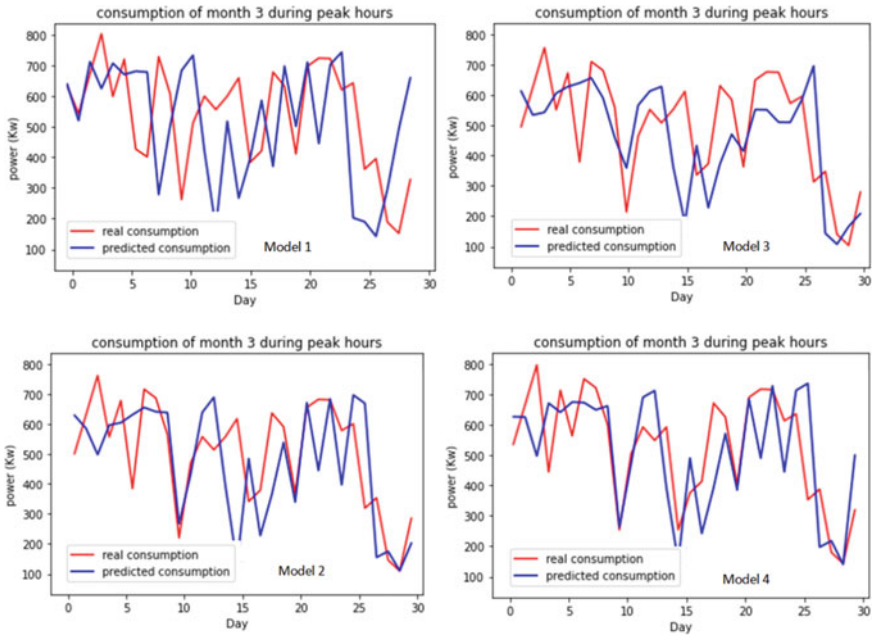 consumption of month 3 during peak hours
power (Kw)
800
700
600
500
400
300
200
100
real consumption
predicted consumption
Model 1
0 5 10 15 20 25 30
Day
consumption of month 3 during peak hours
power (Kw)
800
700
600
500
400
300
200
100
real consumption
predicted consumption
Model 3
0 5 10 15 20 25 30
Day
consumption of month 3 during peak hours
power (Kw)
800
700
600
500
400
300
200
100
real consumption
predicted consumption
Model 2
0 5 10 15 20 25 30
Day
consumption of month 3 during peak hours
power (Kw)
800
700
600
500
400
300
200
100
real consumption
predicted consumption
Model 4
0 5 10 15 20 25 30
Day